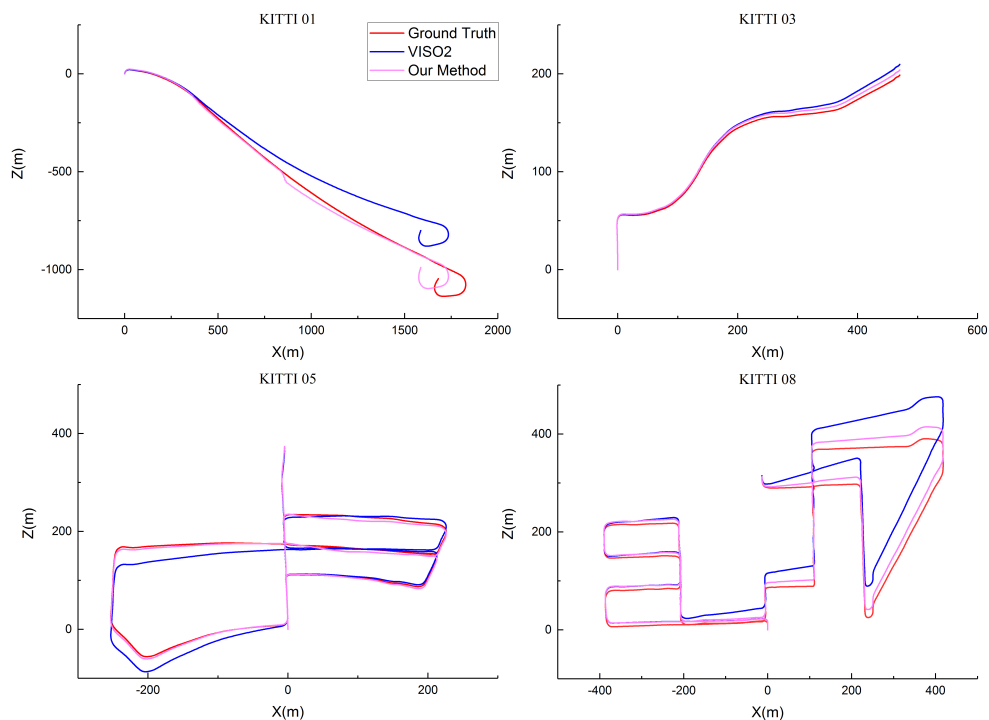 KITTI 01
Ground Truth
VISO2
Our Method
0
-500
-1000
Z(m)
0
500
1000
1500
2000
X(m)
KITTI 03
200
100
0
Z(m)
0
200
400
600
X(m)
KITTI 05
400
200
0
Z(m)
-200
0
200
X(m)
KITTI 08
400
200
0
Z(m)
-400
-200
0
200
400
X(m)